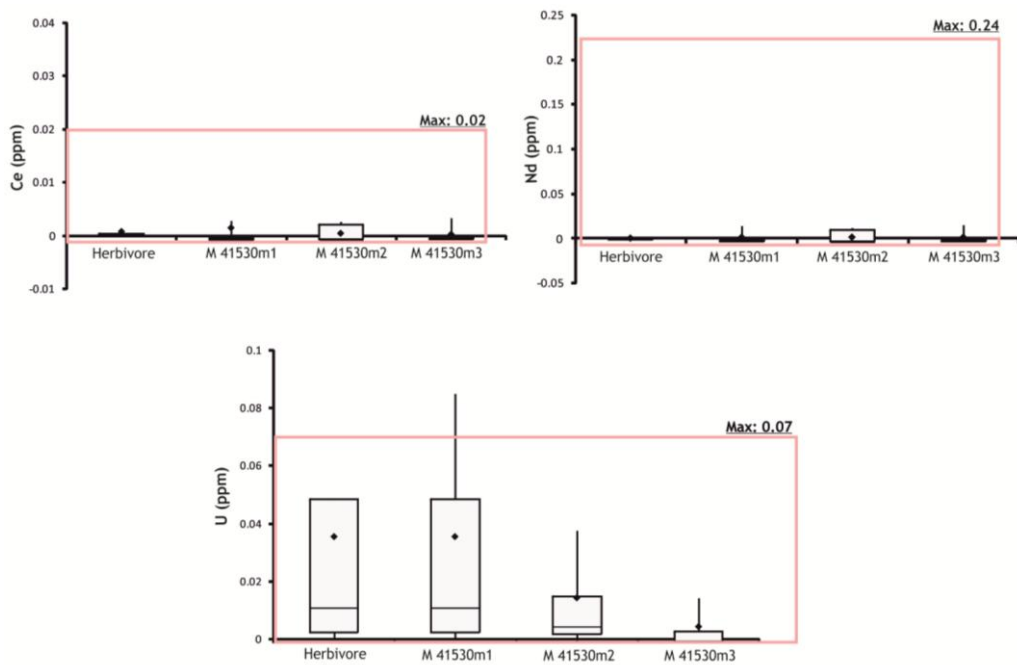 0.04
0.03
0.02
0.01
0
-0.01
Ce (ppm)
Max: 0.02
Herbivore M 41530m1 M 41530m2 M 41530m3
0.25
0.2
0.15
0.1
0.05
0
-0.05
Nd (ppm)
Max: 0.24
Herbivore M 41530m1 M 41530m2 M 41530m3
0.1
0.08
0.06
0.04
0.02
0
U (ppm)
Max: 0.07
Herbivore M 41530m1 M 41530m2 M 41530m3